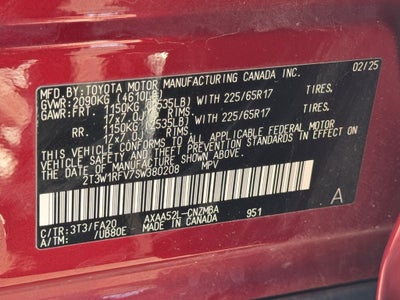 MFD.BY:TOYOTA MOTOR MANUFACTURING CANADA INC. 02/25
GVWR:2090KG (4610LB)
GAWR:FRT 1150KG (2535LB) WITH 225/65R17 TIRES,
17x7.0J RIMS
RR. 1150KG (2535LB) WITH 225/65R17 TIRES,
17x7.0J RIMS
THIS VEHICLE CONFORMS TO ALL APPLICABLE FEDERAL MOTOR
VEHICLE SAFETY, BUMPER, AND THEFT PREVENTION STANDARDS
IN EFFECT ON THE DATE OF MANUFACTURE SHOWN ABOVE.
2T3W1RFV7SW380208 MPV
A
C/TR:3T3/FA20 AXAA52L-CNZMBA 951
A/TM: /UB80E MADE IN CANADA